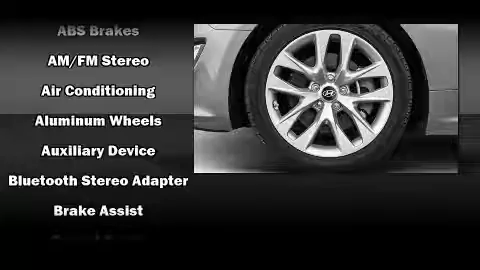 ABS Brakes
AM/FM Stereo
Air Conditioning
Aluminum Wheels
Auxiliary Device
Bluetooth Stereo Adapter
Brake Assist